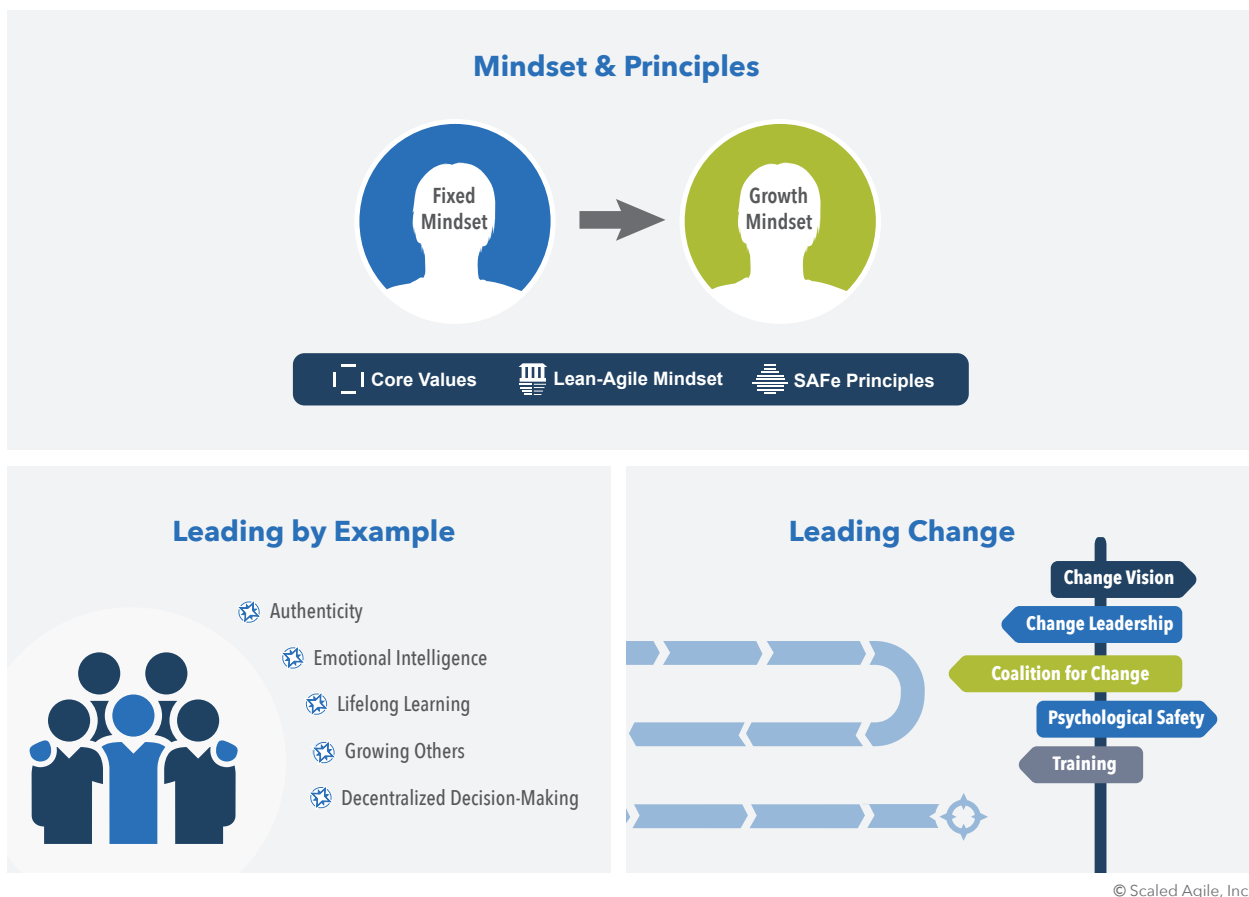 Mindset & Principles
Fixed
Mindset
Growth
Mindset
Core Values
Lean-Agile Mindset
SAFe Principles
Leading by Example
Authenticity
Emotional Intelligence
Lifelong Learning
Growing Others
Decentralized Decision-Making
Leading Change
Change Vision
Change Leadership
Coalition for Change
Psychological Safety
Training
© Scaled Agile, Inc